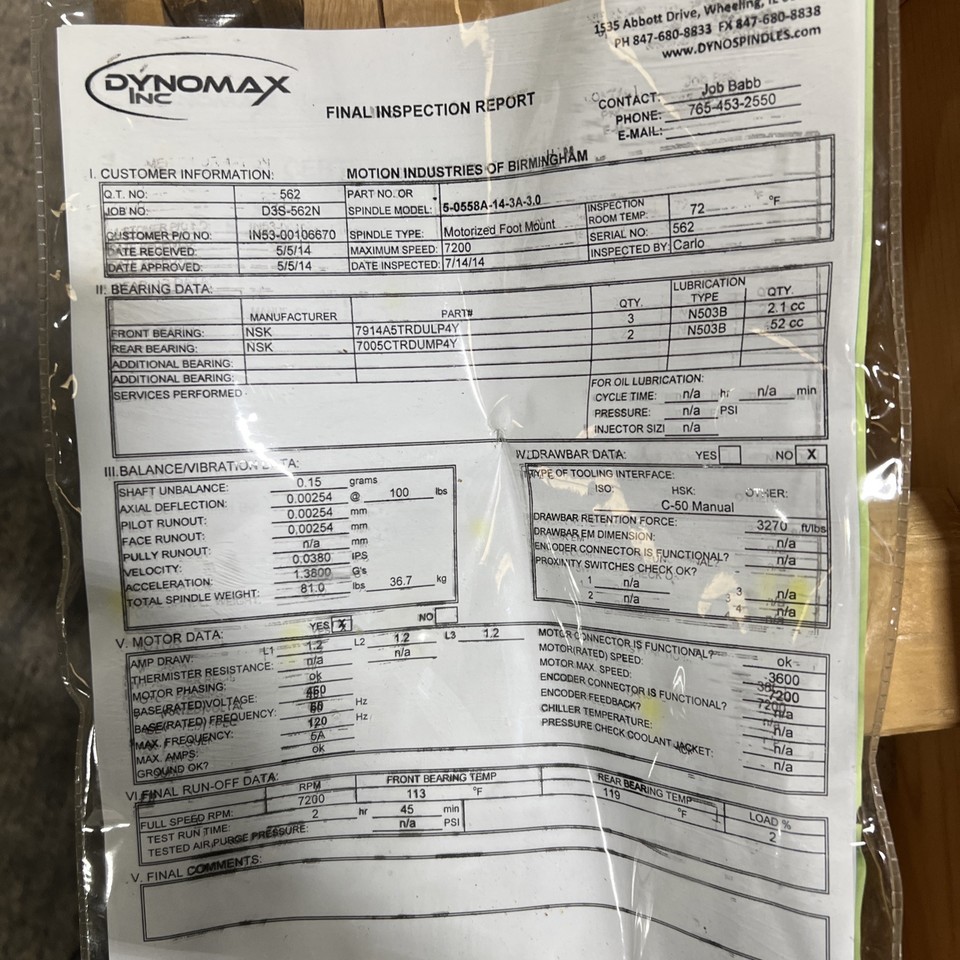 1535 Abbott Drive, Wheeling, IL
PH 847-680-8833 FX 847-680-8838
www.DYNOSPINDLES.com
DYNOMAX INC
FINAL INSPECTION REPORT
CONTACT: Job Babb
PHONE: 765-453-2550
E-MAIL:
I. CUSTOMER INFORMATION: MOTION INDUSTRIES OF BIRMINGHAM
Q.T. NO: 562 PART NO. OR
JOB NO: D3S-562N SPINDLE MODEL: 5-0558A-14-3A-3.0 INSPECTION ROOM TEMP: 72 °F
CUSTOMER P/O NO: IN53-00106670 SPINDLE TYPE: Motorized Foot Mount SERIAL NO: 562
DATE RECEIVED: 5/5/14 MAXIMUM SPEED: 7200 INSPECTED BY: Carlo
DATE APPROVED: 5/5/14 DATE INSPECTED: 7/14/14
II. BEARING DATA:
MANUFACTURER PART# QTY. LUBRICATION TYPE QTY.
FRONT BEARING: NSK 7914A5TRDULP4Y 3 N503B 2.1 cc
REAR BEARING: NSK 7005CTRDUMP4Y 2 N503B .52 cc
ADDITIONAL BEARING:
ADDITIONAL BEARING:
SERVICES PERFORMED
FOR OIL LUBRICATION:
CYCLE TIME: n/a hr n/a min
PRESSURE: n/a PSI
INJECTOR SIZI n/a
III.BALANCE/VIBRATION DATA:
SHAFT UNBALANCE: 0.15 grams
AXIAL DEFLECTION: 0.00254 @ 100 lbs
PILOT RUNOUT: 0.00254 mm
FACE RUNOUT: 0.00254 mm
PULLY RUNOUT: n/a mm
VELOCITY: 0.0380 IPS
ACCELERATION: 1.3800 G's
TOTAL SPINDLE WEIGHT: 81.0 lbs 36.7 kg
IV. DRAWBAR DATA: YES NO X
TYPE OF TOOLING INTERFACE:
ISO: HSK: OTHER:
C-50 Manual
DRAWBAR RETENTION FORCE: 3270 ft/lbs
DRAWBAR EM DIMENSION: n/a
ENCODER CONNECTOR IS FUNCTIONAL? n/a
PROXIMITY SWITCHES CHECK OK?
1 n/a 3 n/a
2 n/a 4 n/a
V. MOTOR DATA: YES X NO
AMP DRAW: L1 1.2 L2 1.2 L3 1.2
THERMISTER RESISTANCE: n/a n/a
MOTOR PHASING: ok
BASE(RATED)VOLTAGE: 460
BASE(RATED) FREQUENCY: 60 Hz
MAX. FREQUENCY: 120 Hz
MAX. AMPS: 5A
GROUND OK? ok
MOTOR CONNECTOR IS FUNCTIONAL? ok
MOTOR(RATED) SPEED: 3600
MOTOR MAX. SPEED: 7200
ENCODER CONNECTOR IS FUNCTIONAL? n/a
ENCODER FEEDBACK? n/a
CHILLER TEMPERATURE: n/a
PRESSURE CHECK COOLANT JACKET: n/a
VI.FINAL RUN-OFF DATA: RPM FRONT BEARING TEMP REAR BEARING TEMP LOAD %
FULL SPEED RPM: 7200 113 °F 119 °F 2
TEST RUN TIME: 2 hr 45 min
TESTED AIR PURGE PRESSURE: n/a PSI
V. FINAL COMMENTS: